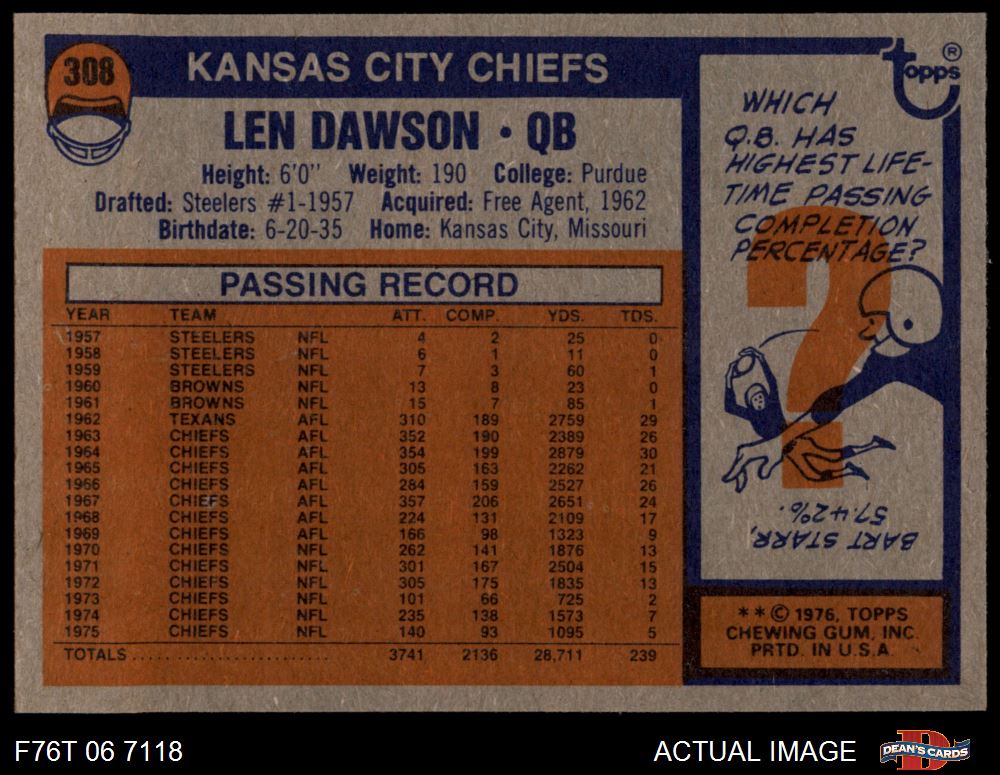 308
KANSAS CITY CHIEFS
LEN DAWSON • QB
Height: 6'0" Weight: 190 College: Purdue
Drafted: Steelers #1-1957 Acquired: Free Agent, 1962
Birthdate: 6-20-35 Home: Kansas City, Missouri
PASSING RECORD
YEAR TEAM ATT. COMP. YDS. TDS.
1957 STEELERS NFL 4 2 25 0
1958 STEELERS NFL 6 1 11 0
1959 STEELERS NFL 7 3 60 1
1960 BROWNS NFL 13 8 23 0
1961 BROWNS NFL 15 7 85 1
1962 TEXANS AFL 310 189 2759 29
1963 CHIEFS AFL 352 190 2389 26
1964 CHIEFS AFL 354 199 2879 30
1965 CHIEFS AFL 305 163 2262 21
1966 CHIEFS AFL 284 159 2527 26
1967 CHIEFS AFL 357 206 2651 24
1968 CHIEFS AFL 224 131 2109 17
1969 CHIEFS AFL 166 98 1323 9
1970 CHIEFS NFL 262 141 1876 13
1971 CHIEFS NFL 301 167 2504 15
1972 CHIEFS NFL 305 175 1835 13
1973 CHIEFS NFL 101 66 725 2
1974 CHIEFS NFL 235 138 1573 7
1975 CHIEFS NFL 140 93 1095 5
TOTALS 3741 2136 28,711 239
Topps ®
WHICH
Q.B. HAS
HIGHEST LIFE-
TIME PASSING
COMPLETION
PERCENTAGE?
?
BART STARR,
57.42%.
* * © 1976, TOPPS
CHEWING GUM, INC.
PRTD. IN U.S.A.
F76T 06 7118
ACTUAL IMAGE
D
DEAN'S CARDS